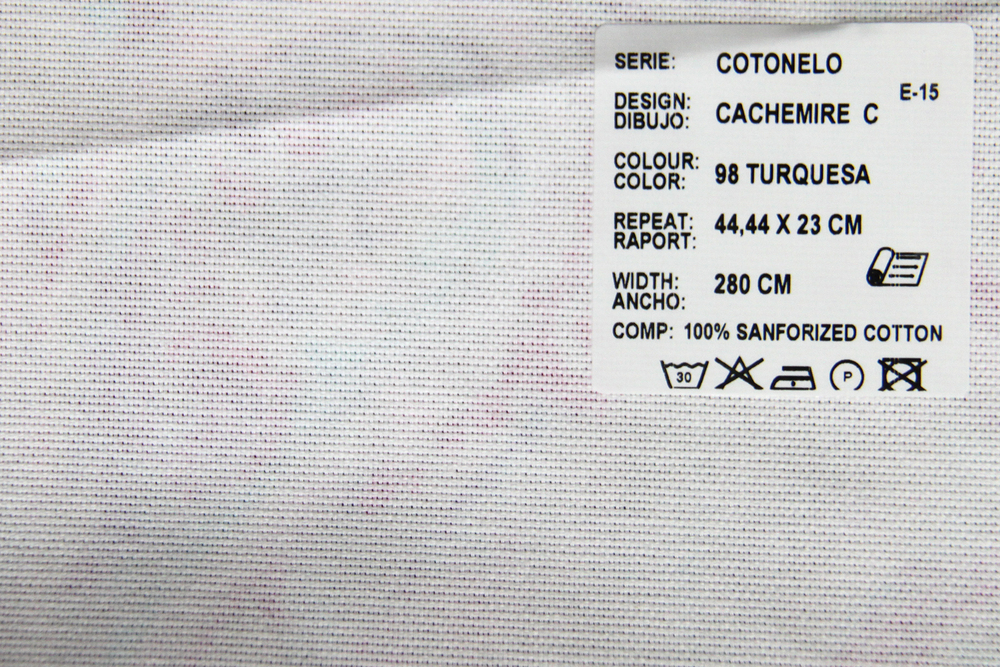 SERIE: COTONELO
E-15
DESIGN:
DIBUJO: CACHEMIRE C
COLOUR:
COLOR: 98 TURQUESA
REPEAT:
RAPORT: 44,44 X 23 CM
WIDTH:
ANCHO: 280 CM
COMP: 100% SANFORIZED COTTON
30 P